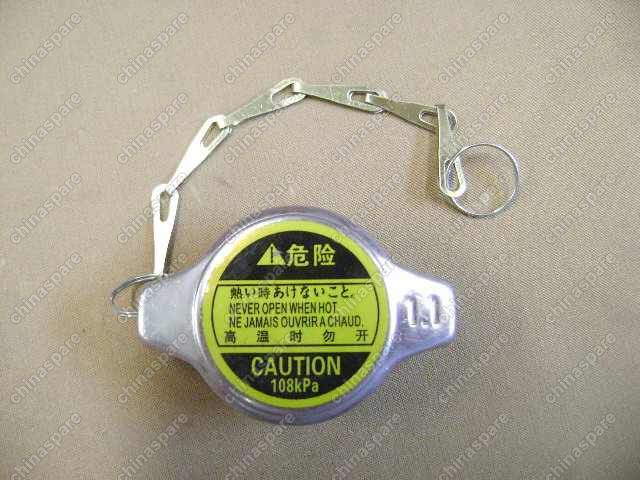 ⚠危险
熱い時あけないこと。
NEVER OPEN WHEN HOT.
NE JAMAIS OUVRIR A CHAUD.
高温时勿开
CAUTION
108kPa
1.1
chinaspare